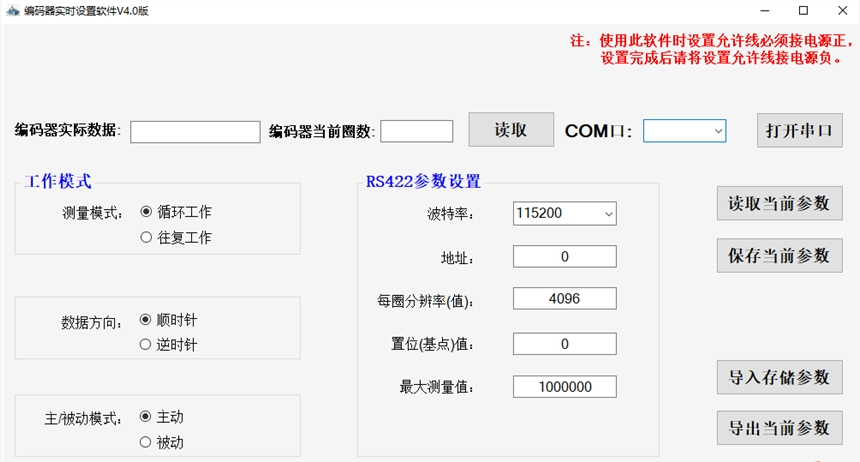 编码器实时设置软件V4.0版
注：使用此软件时设置允许线必须接电源正，
设置完成后请将设置允许线接电源负。
编码器实际数据: 编码器当前圈数: 读取 COM口: 打开串口
工作模式
测量模式： 循环工作
往复工作
数据方向： 顺时针
逆时针
主/被动模式： 主动
被动
RS422参数设置
波特率： 115200
地址： 0
每圈分辨率(值)： 4096
置位(基点)值： 0
最大测量值： 1000000
读取当前参数
保存当前参数
导入存储参数
导出当前参数